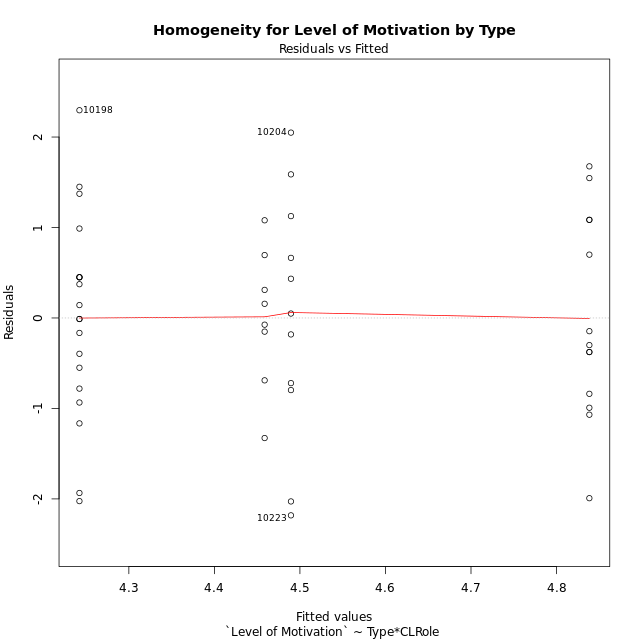 Homogeneity for Level of Motivation by Type
Residuals vs Fitted
10198
10204
10223
Residuals
2
1
0
-1
-2
4.3 4.4 4.5 4.6 4.7 4.8
Fitted values
`Level of Motivation` ~ Type*CLRole